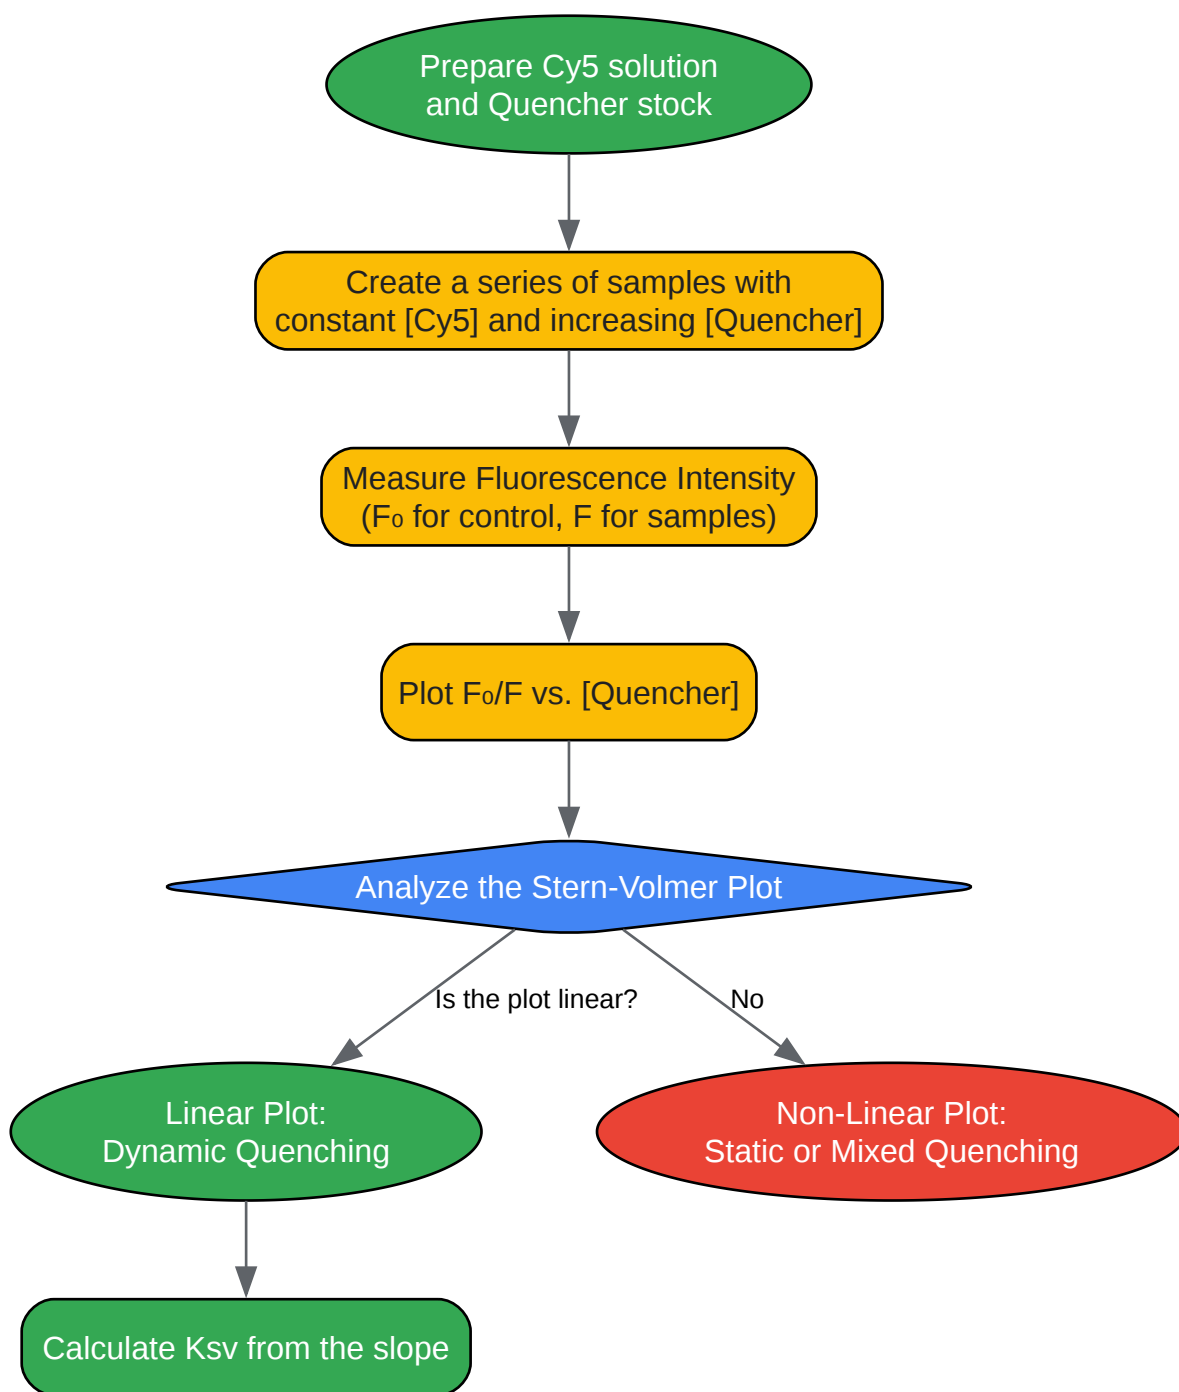 Prepare Cy5 solution
and Quencher stock
Create a series of samples with
constant [Cy5] and increasing [Quencher]
Measure Fluorescence Intensity
(F₀ for control, F for samples)
Plot F₀/F vs. [Quencher]
Analyze the Stern-Volmer Plot
Is the plot linear?
No
Linear Plot:
Dynamic Quenching
Non-Linear Plot:
Static or Mixed Quenching
Calculate Ksv from the slope